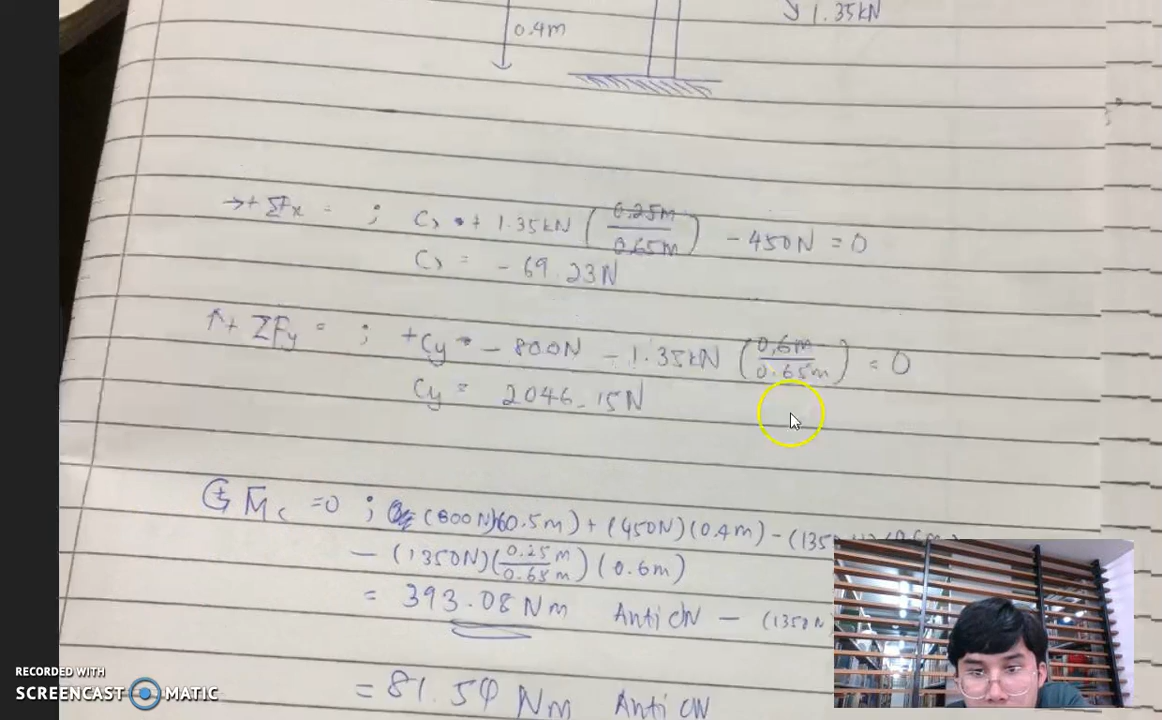 0.4m
↘ 1.35kN
→+ ΣFx = ; Cx + 1.35kN (0.25m/0.65m) - 450N = 0
Cx = - 69.23N
↑+ ΣFy = ; +Cy - 800N - 1.35kN (0.6m/0.65m) = 0
Cy = 2046.15N
Mc =0 ; (800N)(0.5m) + (450N)(0.4m) - (135
- (1350N)(0.25m/0.65m)(0.6m)
= 393.08 Nm Anti CW - (1350N)
= 81.54 Nm Anti CW
RECORDED WITH
SCREENCAST MATIC